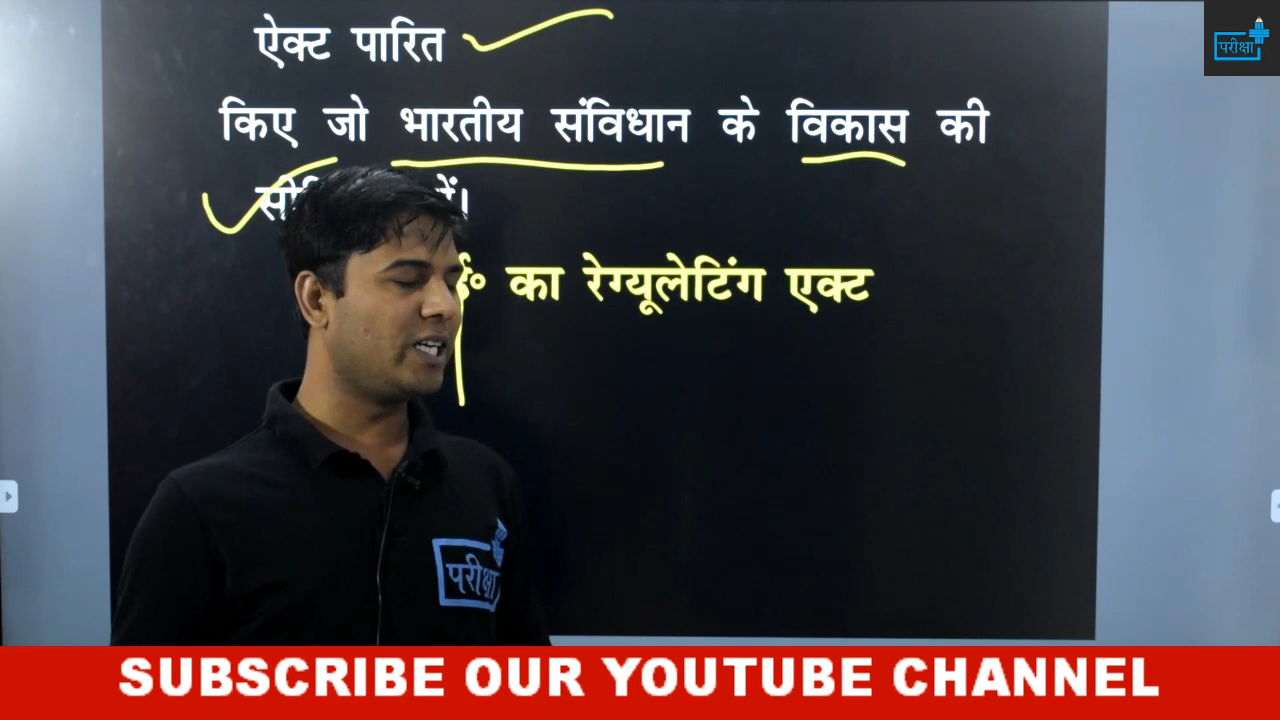 ऐक्ट पारित
परीक्षा
किए जो भारतीय संविधान के विकास की
का रेग्यूलेटिंग एक्ट
परीक्षा
SUBSCRIBE OUR YOUTUBE CHANNEL